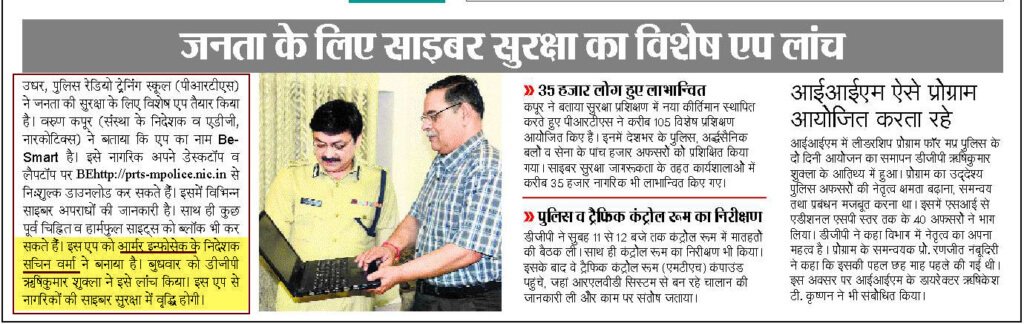 जनता के लिए साइबर सुरक्षा का विशेष एप लांच
उधर, पुलिस रेडियो ट्रेनिंग स्कूल (पीआरटीएस)
ने जनता की सुरक्षा के लिए विशेष एप तैयार किया
है। वरुण कपूर (संस्था के निदेशक व एडीजी,
नारकोटिक्स) ने बताया कि एप का नाम Be-
Smart है। इसे नागरिक अपने डेस्कटॉप व
लैपटॉप पर BEhttp://prts-mpolice.nic.in से
निःशुल्क डाउनलोड कर सकते हैं। इसमें विभिन्न
साइबर अपराधों की जानकारी है। साथ ही कुछ
पूर्व चिह्नित व हार्मफुल साइट्स को ब्लॉक भी कर
सकते हैं। इस एप को आर्मर इन्फोसेक के निदेशक
सचिन वर्मा ने बनाया है। बुधवार को डीजीपी
ऋषिकुमार शुक्ला ने इसे लांच किया। इस एप से
नागरिकों की साइबर सुरक्षा में वृद्धि होगी।
» 35 हजार लोग हुए लाभान्वित
कपूर ने बताया सुरक्षा प्रशिक्षण में नया कीर्तिमान स्थापित
करते हुए पीआरटीएस ने करीब 105 विशेष प्रशिक्षण
आयोजित किए है। इनमें देशभर के पुलिस, अर्द्धसैनिक
बलों व सेना के पांच हजार अफसरों को प्रशिक्षित किया
गया। साइबर सुरक्षा जागरूकता के तहत कार्यशालाओं में
करीब 35 हजार नागरिक भी लाभान्वित किए गए।
» पुलिस व ट्रैफिक कंट्रोल रूम का निरीक्षण
डीजीपी ने सुबह 11 से 12 बजे तक कंट्रोल रूम में मातहतों
की बैठक ली। साथ ही कंट्रोल रूम का निरीक्षण भी किया।
इसके बाद वे ट्रैफिक कंट्रोल रूम (एमटीएच) कंपाउंड
पहुंचे, जहां आरएलवीडी सिस्टम से बन रहे चालान की
जानकारी ली और काम पर संतोष जताया।
आईआईएम ऐसे प्रोग्राम
आयोजित करता रहे
आईआईएम में लीडरशिप प्रोग्राम फॉर मप्र पुलिस के
दो दिनी आयोजन का समापन डीजीपी ऋषिकुमार
शुक्ला के आतिथ्य में हुआ। प्रोग्राम का उद्देश्य
पुलिस अफसरों की नेतृत्व क्षमता बढ़ाना, समन्वय
तथा प्रबंधन मजबूत करना था। इसमें एसआई से
एडीशनल एसपी स्तर तक के 40 अफसरों ने भाग
लिया। डीजीपी ने कहा विभाग में नेतृत्व का अपना
महत्व है। प्रोग्राम के समन्वयक प्रो. रणजीत नंबूदिरी
ने कहा कि इसकी पहल छह माह पहले की गई थी।
इस अवसर पर आईआईएम के डायरेक्टर ऋषिकेश
टी. कृष्णन ने भी संबोधित किया।